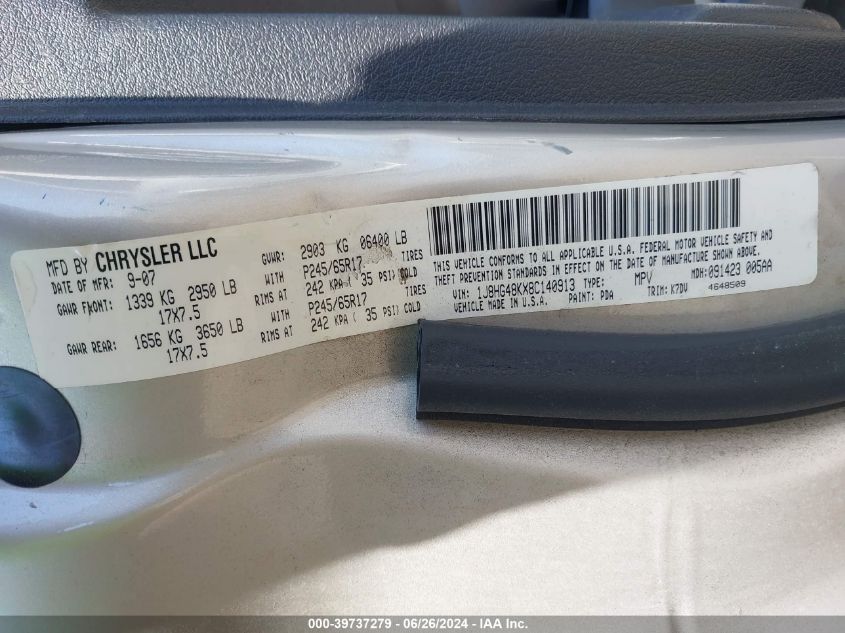 MFD BY CHRYSLER LLC
DATE OF MFR: 9-07
GAWR FRONT: 1339 KG 2950 LB
17X7.5
GAWR REAR: 1656 KG 3650 LB
17X7.5
GVWR: 2903 KG 06400 LB
WITH P245/65R17 TIRES
RIMS AT 242 KPA ( 35 PSI) COLD
WITH P245/65R17 TIRES
RIMS AT 242 KPA ( 35 PSI) COLD
THIS VEHICLE CONFORMS TO ALL APPLICABLE U.S.A. FEDERAL MOTOR VEHICLE SAFETY AND
THEFT PREVENTION STANDARDS IN EFFECT ON THE DATE OF MANUFACTURE SHOWN ABOVE.
VIN: 1J8HG48KX8C140913 TYPE: MPV MDH: 091423 005AA
MADE IN U.S.A. PAINT: PDA TRIM: K7DV 4648509
000-39737279 - 06/26/2024 - IAA Inc.